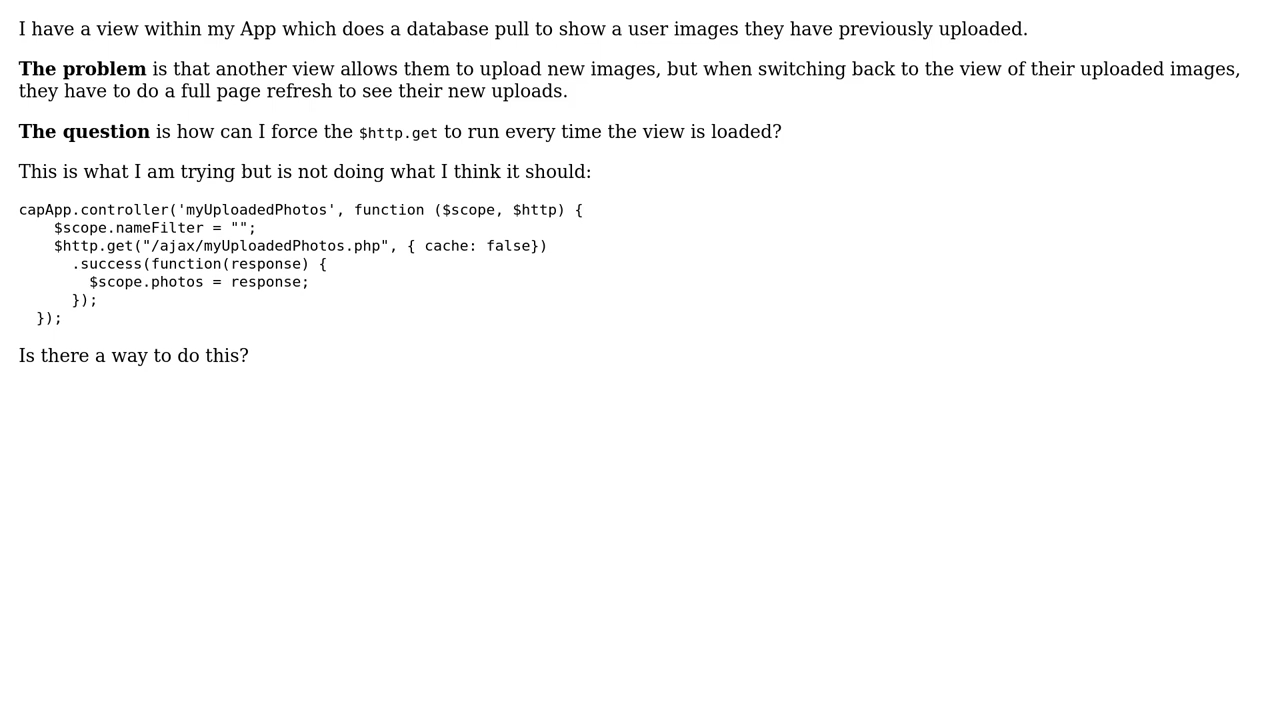 I have a view within my App which does a database pull to show a user images they have previously uploaded.
The problem is that another view allows them to upload new images, but when switching back to the view of their uploaded images,
they have to do a full page refresh to see their new uploads.
The question is how can I force the $http.get to run every time the view is loaded?
This is what I am trying but is not doing what I think it should:
capApp.controller('myUploadedPhotos', function ($scope, $http) {
    $scope.nameFilter = "";
    $http.get("/ajax/myUploadedPhotos.php", { cache: false})
      .success(function(response) {
        $scope.photos = response;
      });
  });
Is there a way to do this?